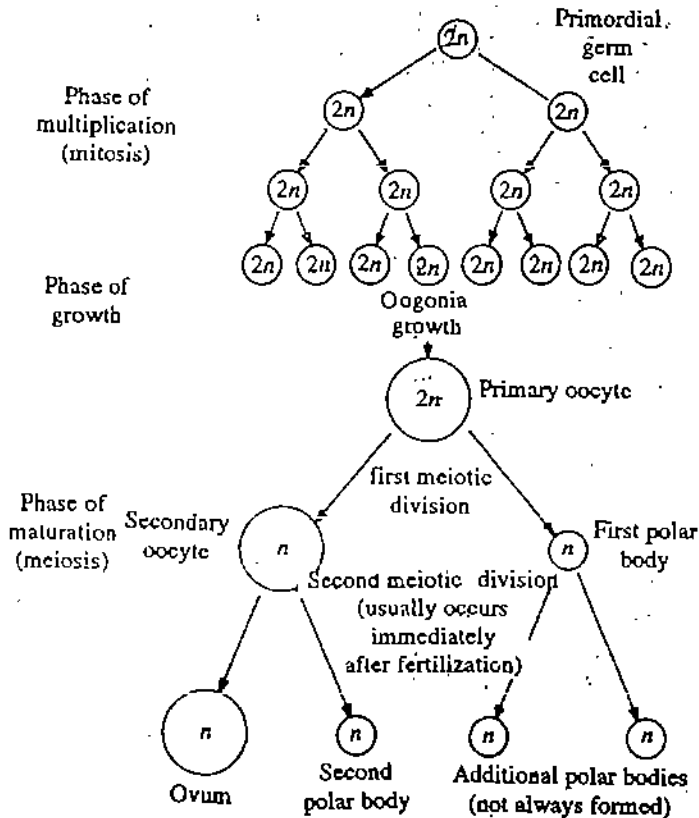 2n
Primordial
germ
cell
Phase of
multiplication
(mitosis)
2n 2n
2n 2n 2n 2n
2n 2n 2n 2n 2n 2n 2n 2n
Phase of
growth
Oogonia
growth
2n
Primary oocyte
first meiotic
division
Phase of
maturation
(meiosis)
Secondary
oocyte
n
n
First polar
body
Second meiotic division
(usually occurs
immediately
after fertilization)
n n n n
Ovum
Second
polar body
Additional polar bodies
(not always formed)